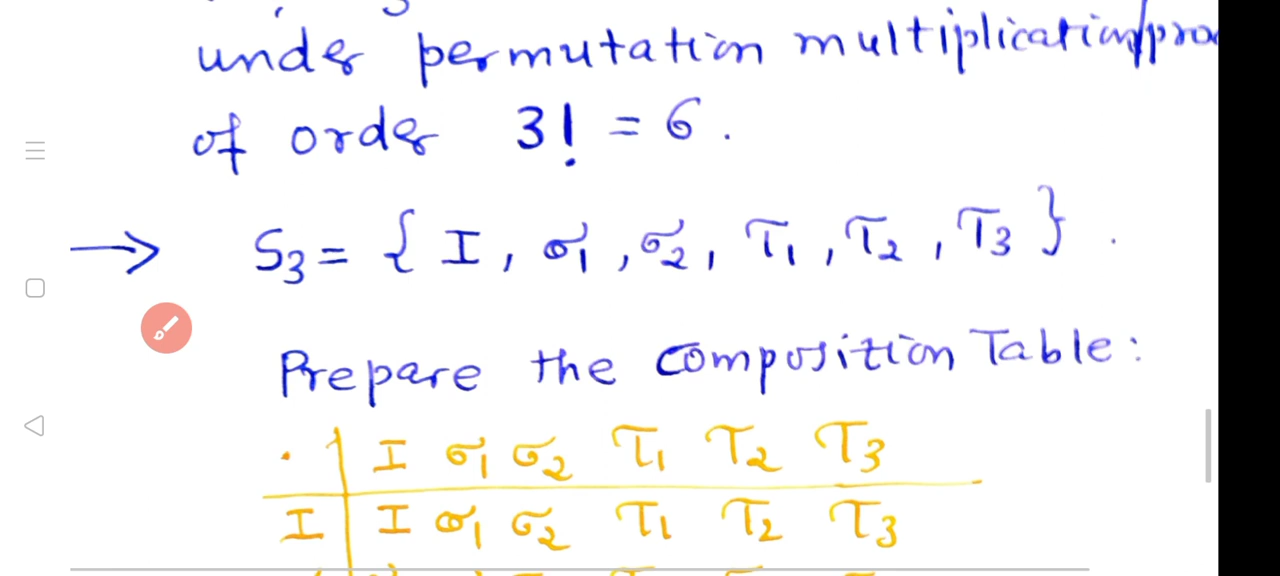 under permutation multiplication/pro
of order 3! = 6.
→ S₃ = { I, σ₁, σ₂, τ₁, τ₂, τ₃ }.
Prepare the composition Table:
· | I σ₁ σ₂ τ₁ τ₂ τ₃
I | I σ₁ σ₂ τ₁ τ₂ τ₃